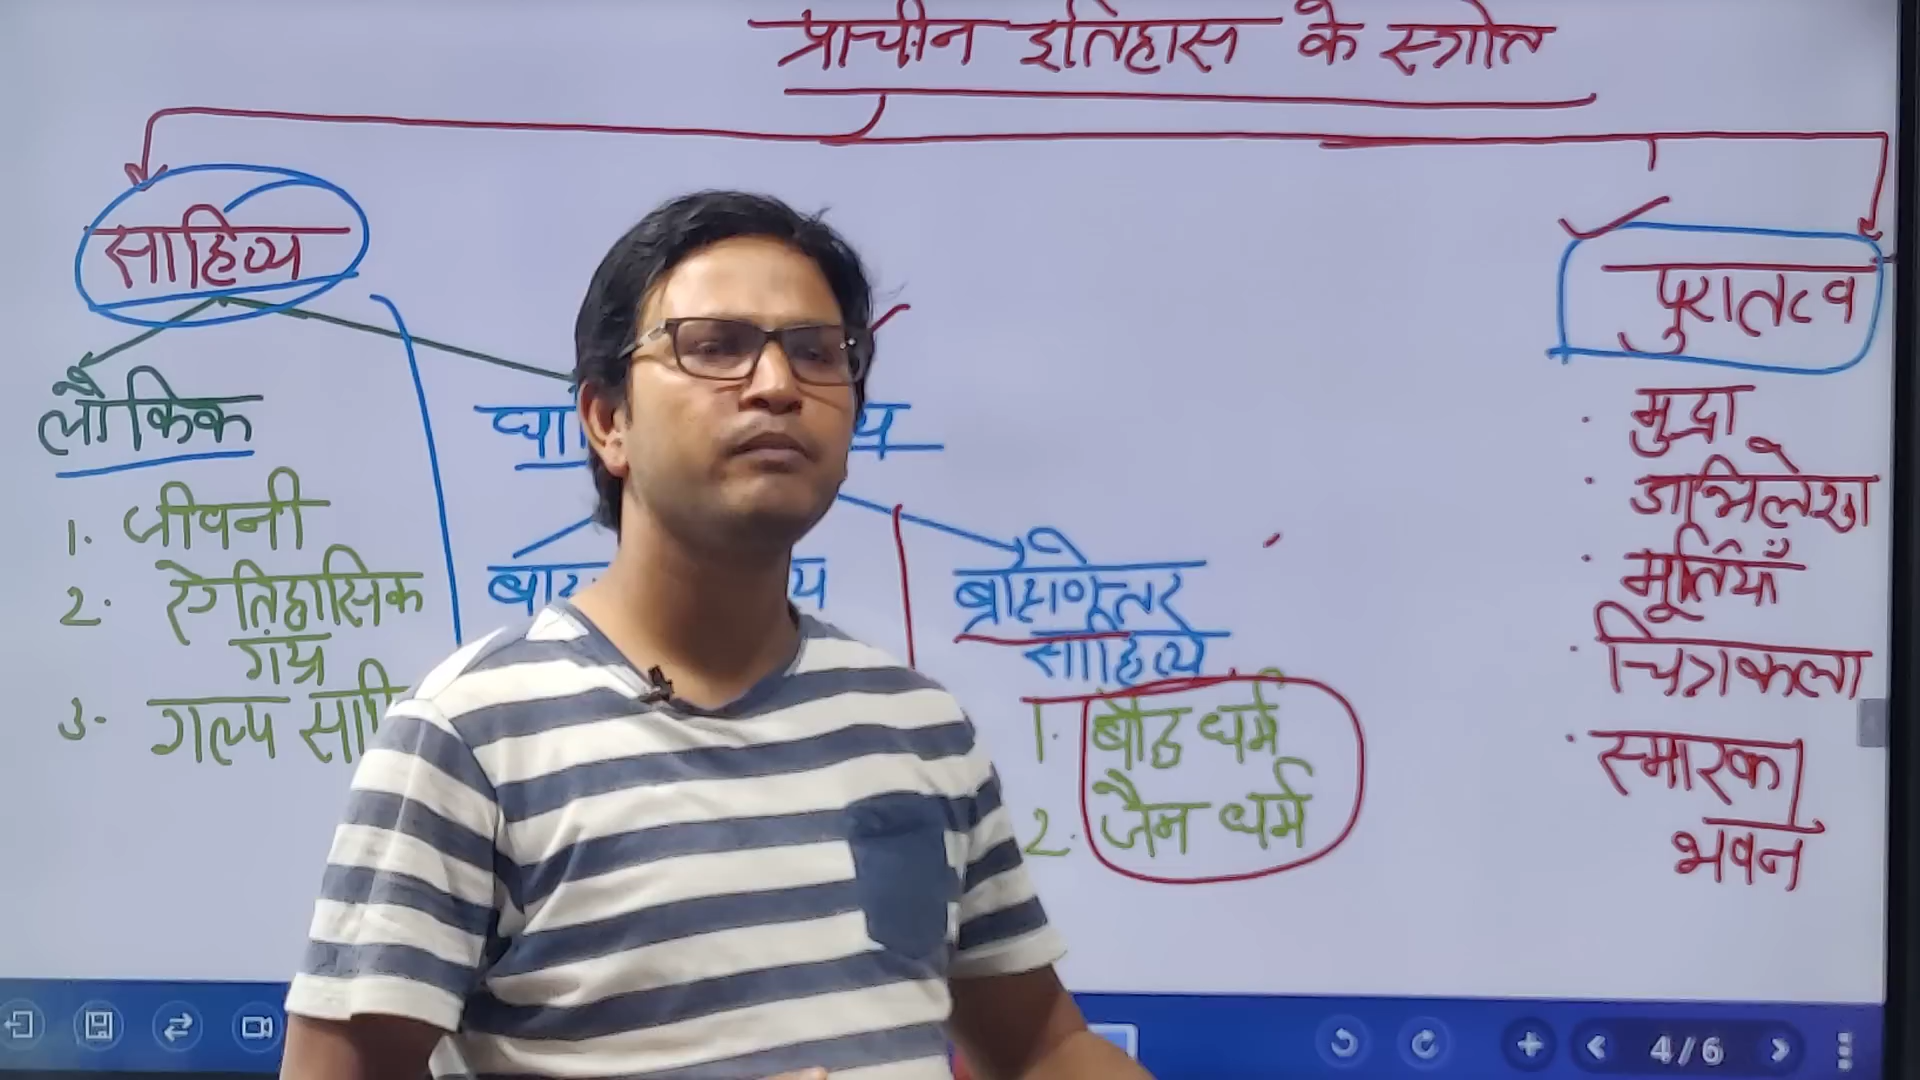 प्राचीन इतिहास के स्त्रोत
साहित्य
पुरातत्व
लौकिक
1. जीवनी
2. ऐतिहासिक
ग्रंथ
3- गल्प
ब्राह्मणेत्तर
साहित्य
1. बौद्ध धर्म
2. जैन धर्म
· मुद्रा
· अभिलेख
· मूर्तियाँ
· चित्रकला
· स्मारक/
भवन
4/6